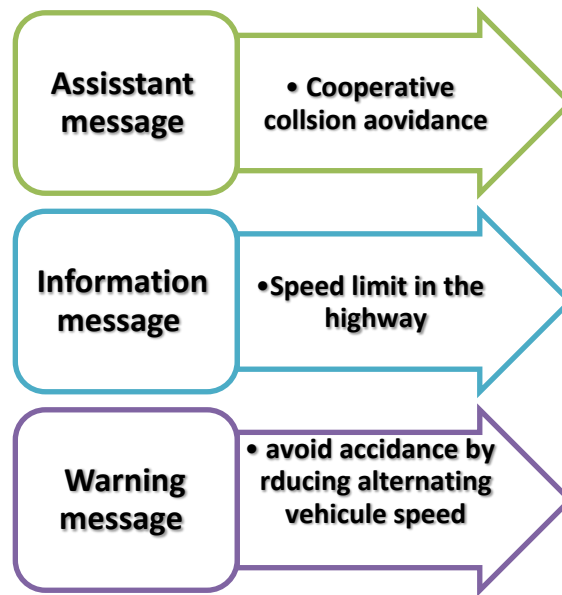 Assisstant
message
• Cooperative
collsion aovidance
Information
message
•Speed limit in the
highway
Warning
message
• avoid accidance by
rducing alternating
vehicule speed